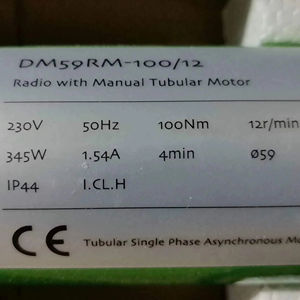 DM59RM-100/12
Radio with Manual Tubular Motor
230V 50Hz 100Nm 12r/min
345W 1.54A 4min ø59
IP44 I.CL.H
CE Tubular Single Phase Asynchronous